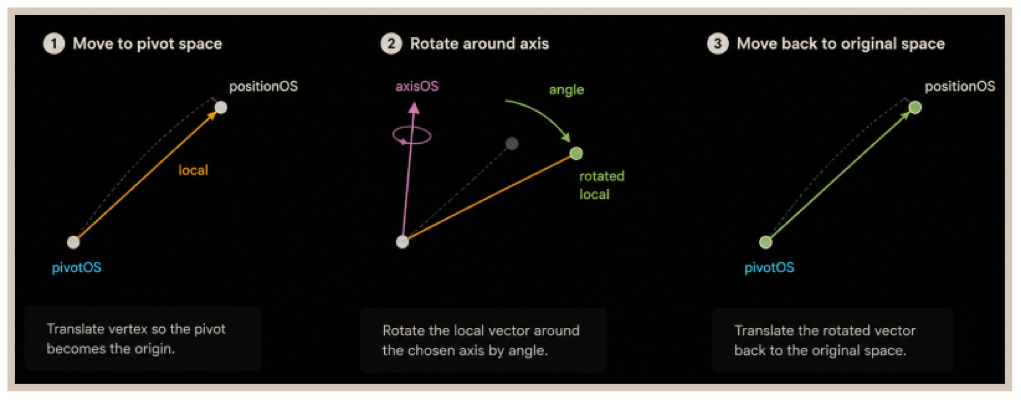 1 Move to pivot space
positionOS
local
pivotOS
Translate vertex so the pivot
becomes the origin.
2 Rotate around axis
axisOS
angle
rotated
local
Rotate the local vector around
the chosen axis by angle.
3 Move back to original space
positionOS
pivotOS
Translate the rotated vector
back to the original space.